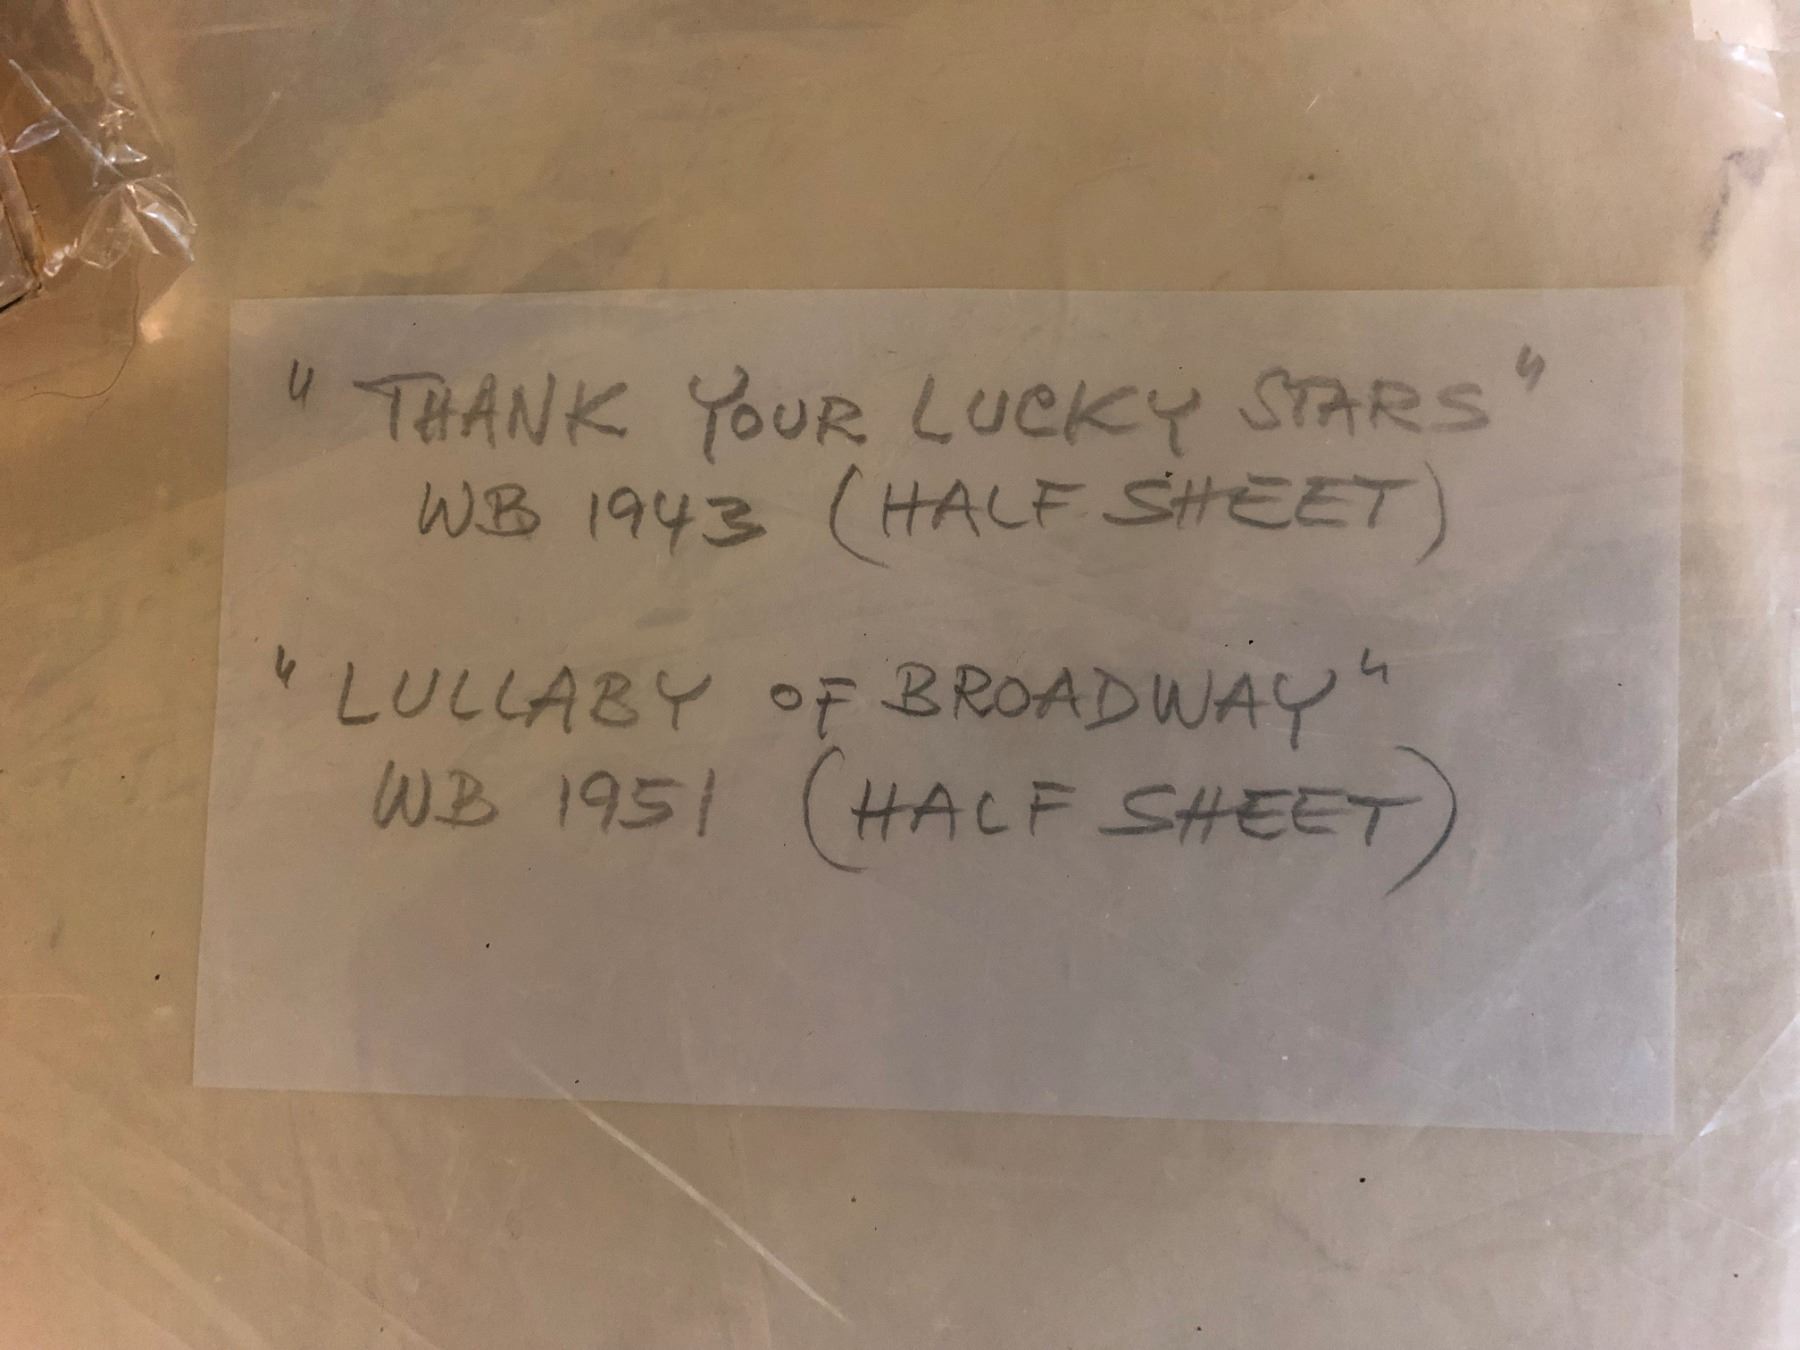 "THANK YOUR LUCKY STARS"
WB 1943 (HALF SHEET)
"LULLABY OF BROADWAY"
WB 1951 (HALF SHEET)